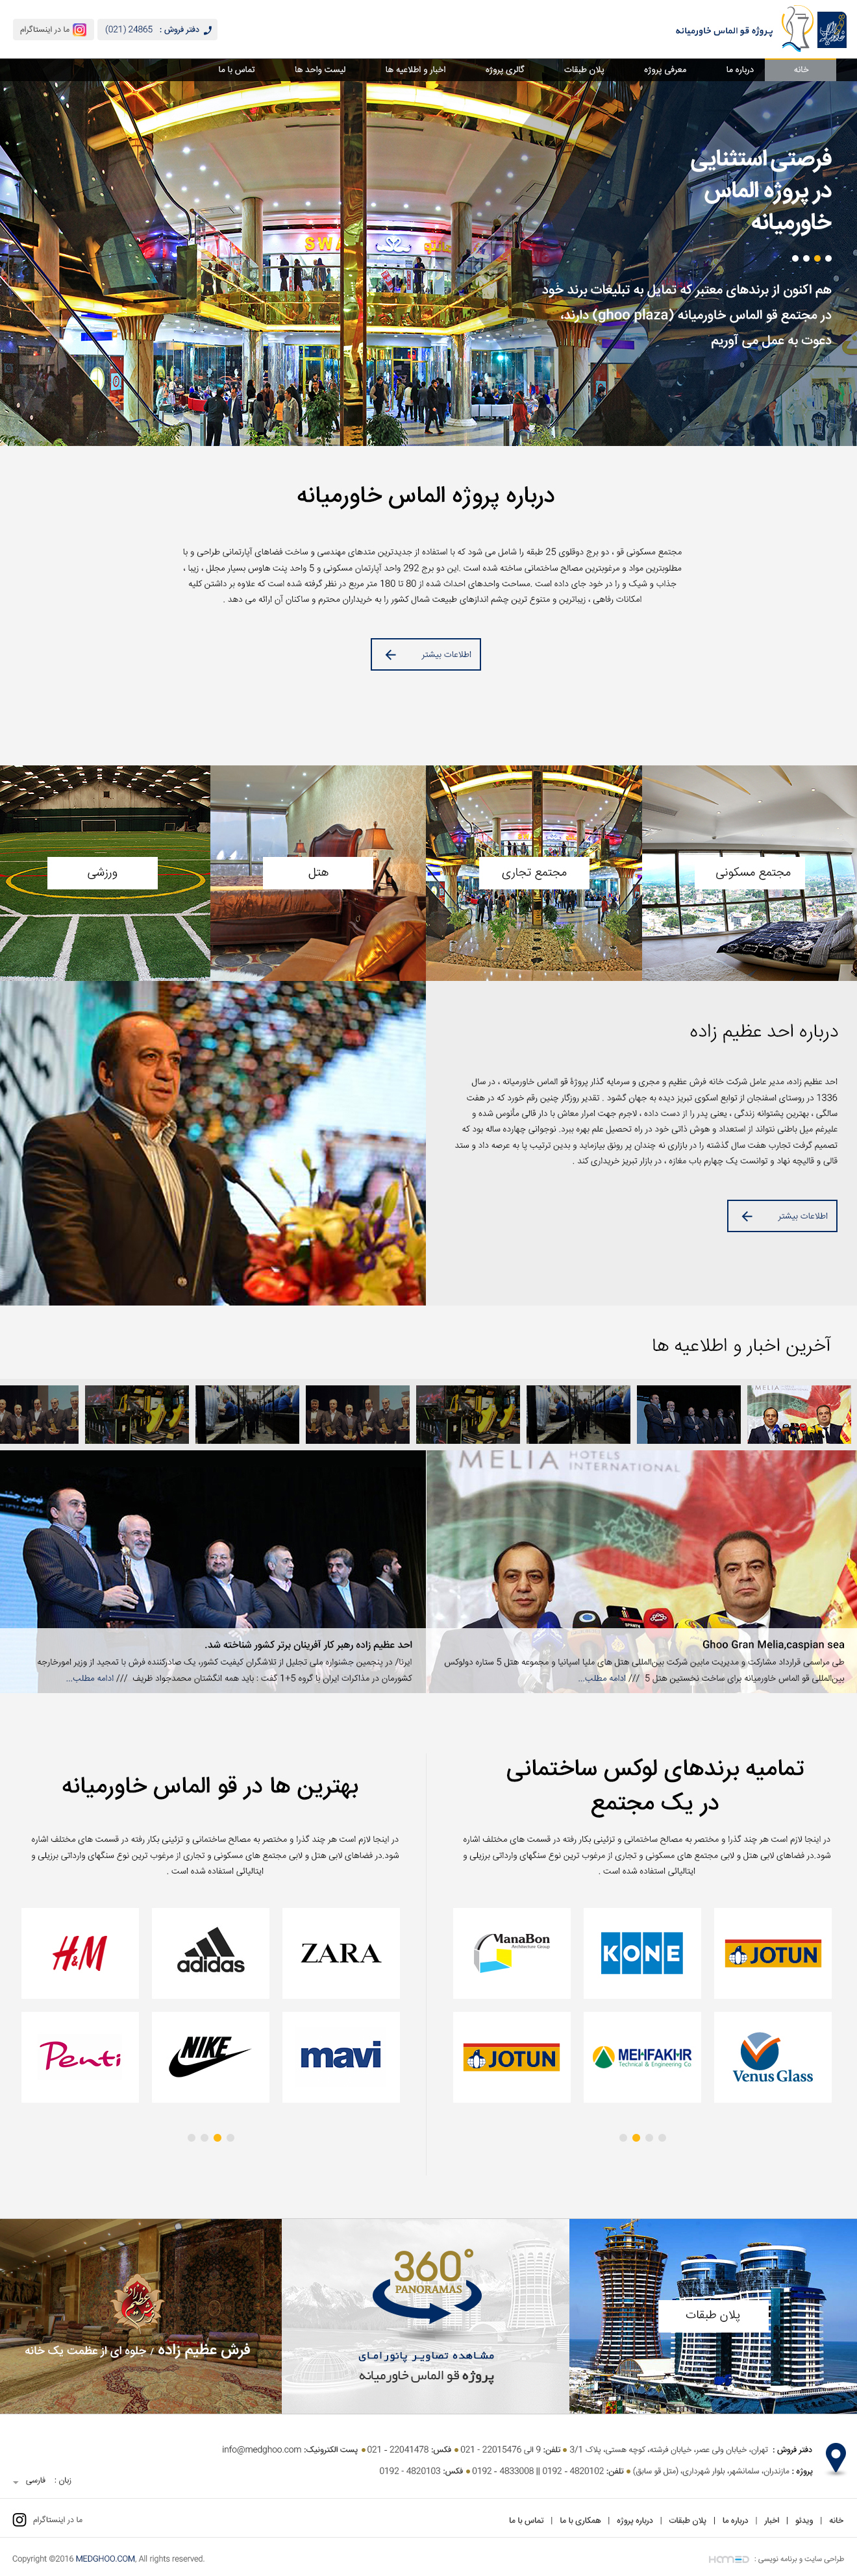 پروژه قو الماس خاورمیانه
دفتر فروش : 24865 (021)
ما در اینستاگرام
خانه
درباره ما
معرفی پروژه
پلان طبقات
گالری پروژه
اخبار و اطلاعیه ها
لیست واحد ها
تماس با ما
فرصتی استثنایی
در پروژه الماس
خاورمیانه
هم اکنون از برندهای معتبر که تمایل به تبلیغات برند خود
در مجتمع قو الماس خاورمیانه (ghoo plaza) دارند،
دعوت به عمل می آوریم
درباره پروژه الماس خاورمیانه
مجتمع مسکونی قو ، دو برج دوقلوی 25 طبقه را شامل می شود که با استفاده از جدیدترین متدهای مهندسی و ساخت فضاهای آپارتمانی طراحی و با
مطلوبترین مواد و مرغوبترین مصالح ساختمانی ساخته شده است .این دو برج 292 واحد آپارتمان مسکونی و 5 واحد پنت هاوس بسیار مجلل ، زیبا ،
جذاب و شیک و را در خود جای داده است .مساحت واحدهای احداث شده از 80 تا 180 متر مربع در نظر گرفته شده است که علاوه بر داشتن کلیه
امکانات رفاهی ، زیباترین و متنوع ترین چشم اندازهای طبیعت شمال کشور را به خریداران محترم و ساکنان آن ارائه می دهد .
اطلاعات بیشتر
مجتمع مسکونی
مجتمع تجاری
هتل
ورزشی
درباره احد عظیم زاده
احد عظیم زاده، مدیر عامل شرکت خانه فرش عظیم و مجری و سرمایه گذار پروژۀ قو الماس خاورمیانه ، در سال
1336 در روستای اسفنجان از توابع اسکوی تبریز دیده به جهان گشود . تقدیر روزگار چنین رقم خورد که در هفت
سالگی ، بهترین پشتوانه زندگی ، یعنی پدر را از دست داده ، لاجرم جهت امرار معاش با دار قالی مأنوس شده و
علیرغم میل باطنی نتواند از استعداد و هوش ذاتی خود در راه تحصیل علم بهره ببرد. نوجوانی چهارده ساله بود که
تصمیم گرفت تجارب هفت سال گذشته را در بازاری نه چندان پر رونق بیازماید و بدین ترتیب پا به عرصه داد و ستد
قالی و قالیچه نهاد و توانست یک چهارم باب مغازه ، در بازار تبریز خریداری کند .
اطلاعات بیشتر
آخرین اخبار و اطلاعیه ها
MELIA HOTELS INTERNATIONAL
Ghoo Gran Melia,caspian sea
طی مراسمی قرارداد مشارکت و مدیریت مابین شرکت بین‌المللی هتل های ملیا اسپانیا و مجموعه هتل 5 ستاره دولوکس
بین‌المللی قو الماس خاورمیانه برای ساخت نخستین هتل 5 /// ادامه مطلب...
احد عظیم زاده رهبر کار آفرینان برتر کشور شناخته شد.
ایرنا/ در پنجمین جشنواره ملی تجلیل از تلاشگران کیفیت کشور، یک صادرکننده فرش با تمجید از وزیر امورخارجه
کشورمان در مذاکرات ایران با گروه 5+1 گفت : باید همه انگشتان محمدجواد ظریف /// ادامه مطلب...
تمامیه برندهای لوکس ساختمانی
در یک مجتمع
در اینجا لازم است هر چند گذرا و مختصر به مصالح ساختمانی و تزئینی بکار رفته در قسمت های مختلف اشاره
شود.در فضاهای لابی هتل و لابی مجتمع های مسکونی و تجاری از مرغوب ترین نوع سنگهای وارداتی برزیلی و
ایتالیائی استفاده شده است .
JOTUN
KONE
ManaBon
Architecture Group
Venus Glass
MEHFAKHR
Technical & Engineering Co
JOTUN
بهترین ها در قو الماس خاورمیانه
در اینجا لازم است هر چند گذرا و مختصر به مصالح ساختمانی و تزئینی بکار رفته در قسمت های مختلف اشاره
شود.در فضاهای لابی هتل و لابی مجتمع های مسکونی و تجاری از مرغوب ترین نوع سنگهای وارداتی برزیلی و
ایتالیائی استفاده شده است .
ZARA
adidas
H&M
mavi
NIKE
Penti
پلان طبقات
360°
PANORAMAS
مشاهده تصاویر پانورامای
پروژه قو الماس خاورمیانه
فرش عظیم زاده / جلوه ای از عظمت یک خانه
دفتر فروش : تهران، خیابان ولی عصر، خیابان فرشته، کوچه هستی، پلاک 3/1 ● تلفن: 9 الی 22015476 - 021 ● فکس: 22041478 - 021 ● پست الکترونیک: info@medghoo.com
پروژه : مازندران، سلمانشهر، بلوار شهرداری، (متل قو سابق) ● تلفن: 4820102 - 0192 || 4833008 - 0192 ● فکس: 4820103 - 0192
زبان : فارسی
خانه | ویدئو | اخبار | درباره ما | پلان طبقات | درباره پروژه | همکاری با ما | تماس با ما
ما در اینستاگرام
طراحی سایت و برنامه نویسی :
Copyright ©2016 MEDGHOO.COM, All rights reserved.